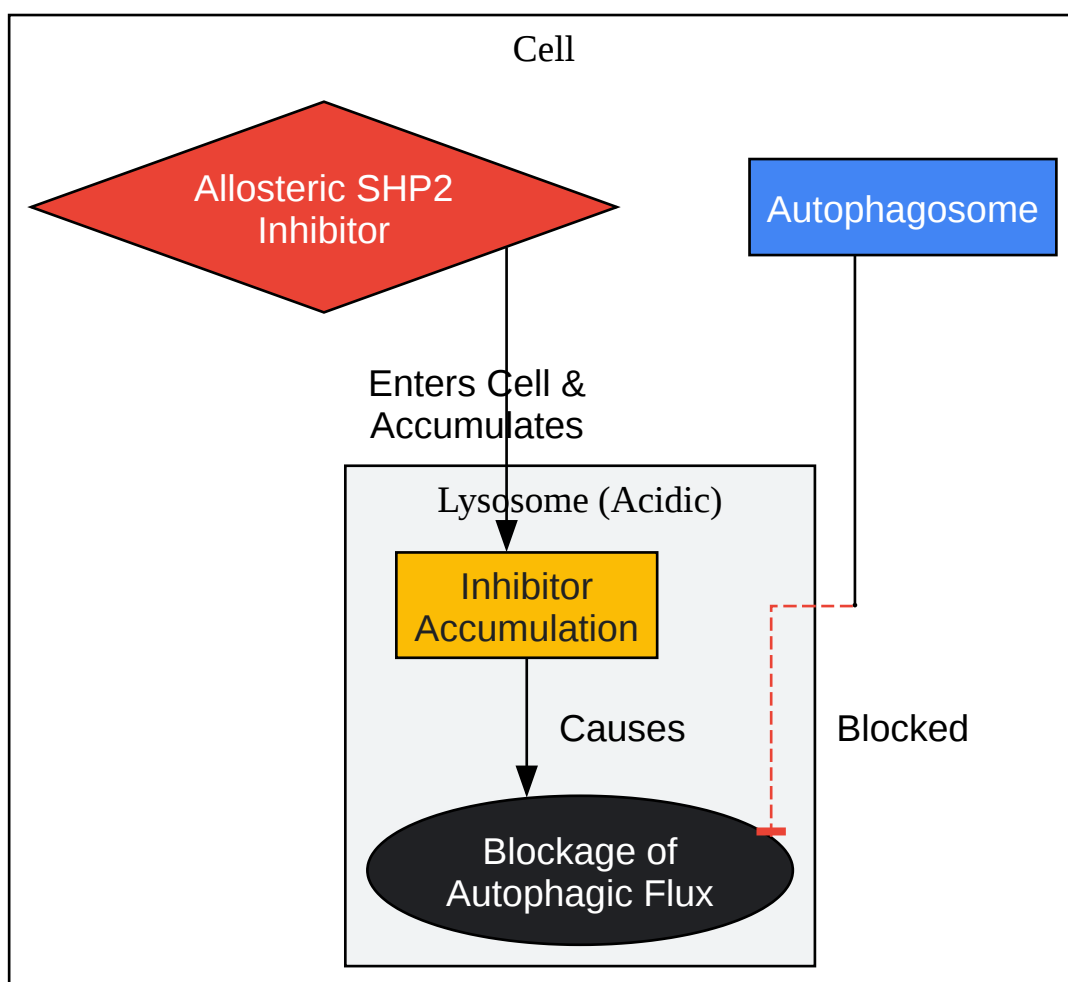 Cell
Allosteric SHP2
Inhibitor
Autophagosome
Enters Cell &
Accumulates
Lysosome (Acidic)
Inhibitor
Accumulation
Causes
Blocked
Blockage of
Autophagic Flux